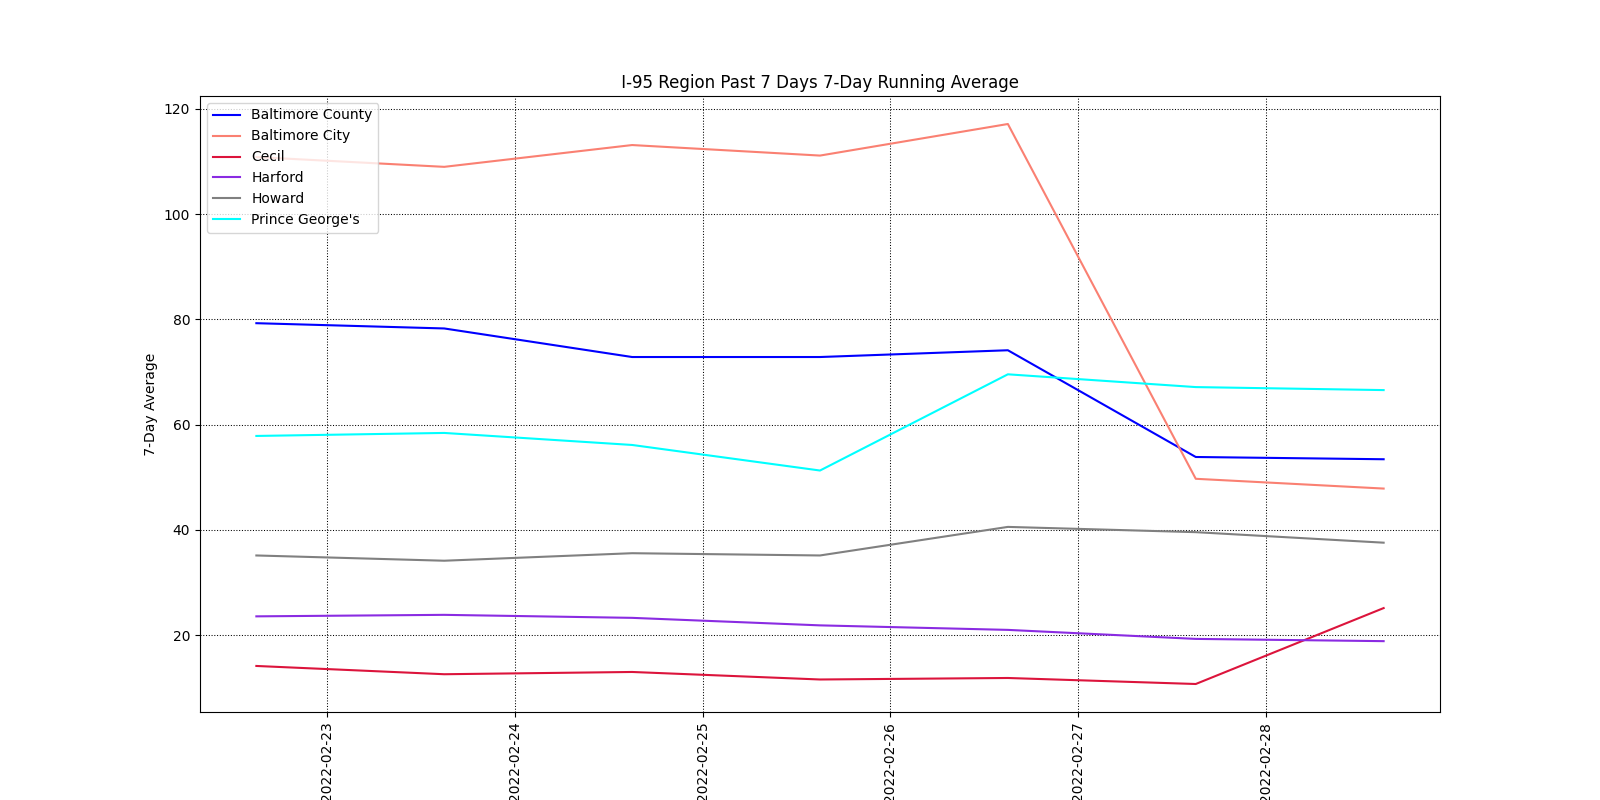 I-95 Region Past 7 Days 7-Day Running Average
Baltimore County
Baltimore City
Cecil
Harford
Howard
Prince George's
120
100
80
60
40
20
7-Day Average
2022-02-23
2022-02-24
2022-02-25
2022-02-26
2022-02-27
2022-02-28